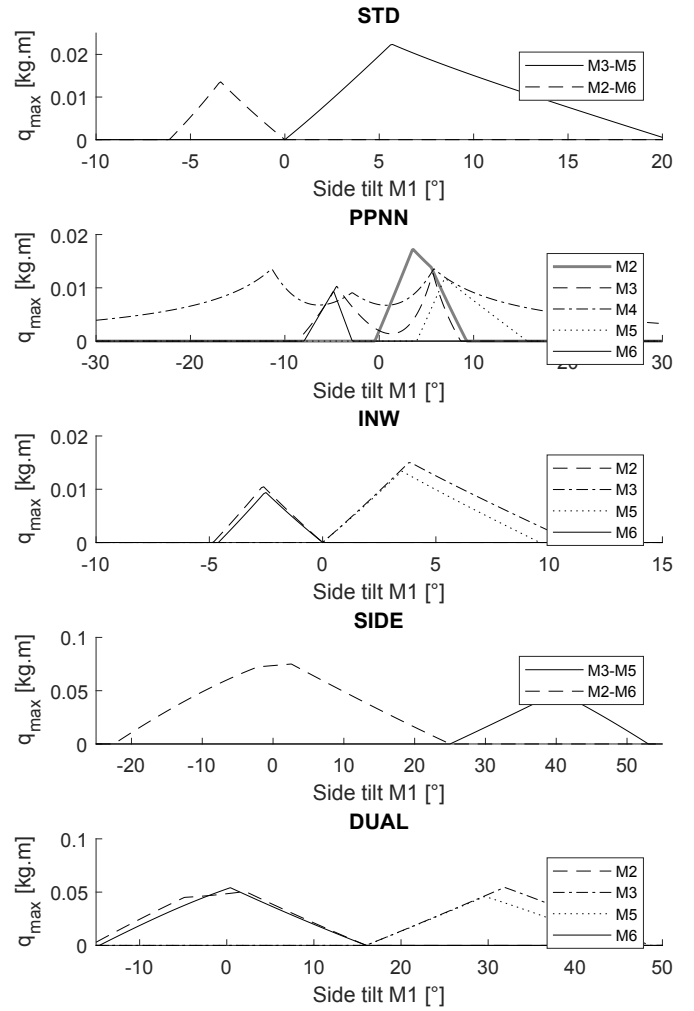 STD
q_max [kg.m]
0.02
0.01
0
M3-M5
M2-M6
-10 -5 0 5 10 15 20
Side tilt M1 [°]
PPNN
q_max [kg.m]
0.02
0.01
0
M2
M3
M4
M5
M6
-30 -20 -10 0 10 20 30
Side tilt M1 [°]
INW
q_max [kg.m]
0.02
0.01
0
M2
M3
M5
M6
-10 -5 0 5 10 15
Side tilt M1 [°]
SIDE
q_max [kg.m]
0.1
0.05
0
M3-M5
M2-M6
-20 -10 0 10 20 30 40 50
Side tilt M1 [°]
DUAL
q_max [kg.m]
0.1
0.05
0
M2
M3
M5
M6
-10 0 10 20 30 40 50
Side tilt M1 [°]